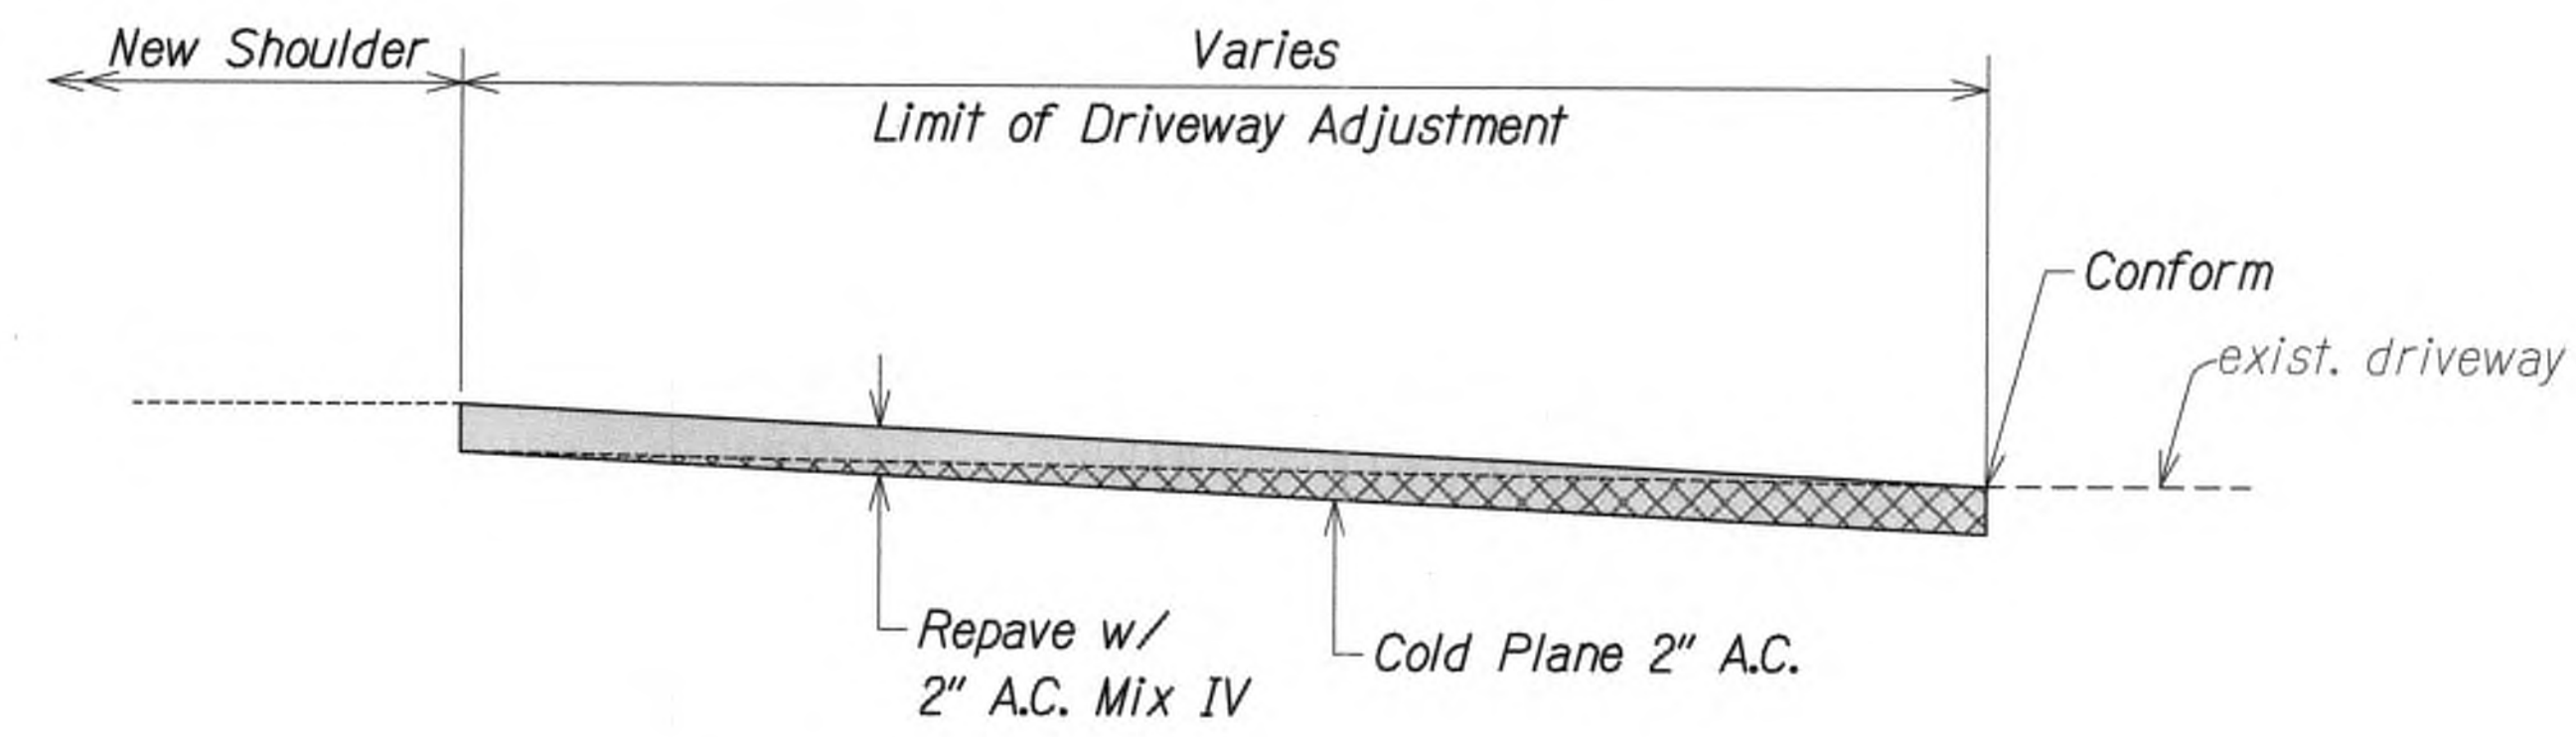 New Shoulder
Varies
Limit of Driveway Adjustment
Conform
exist. driveway
Repave w/
2" A.C. Mix IV
Cold Plane 2" A.C.